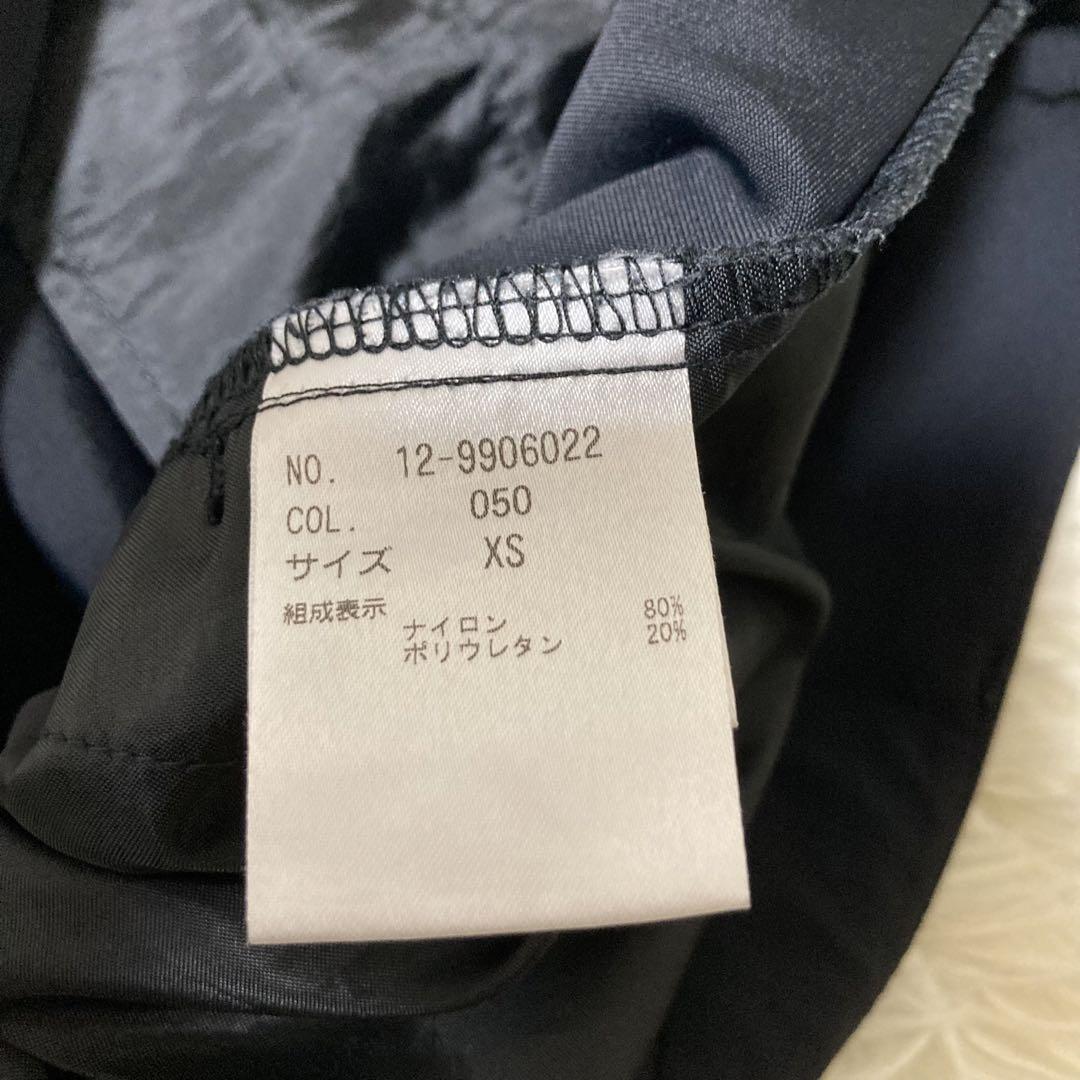 NO. 12-9906022
COL. 050
サイズ XS
組成表示
ナイロン 80%
ポリウレタン 20%